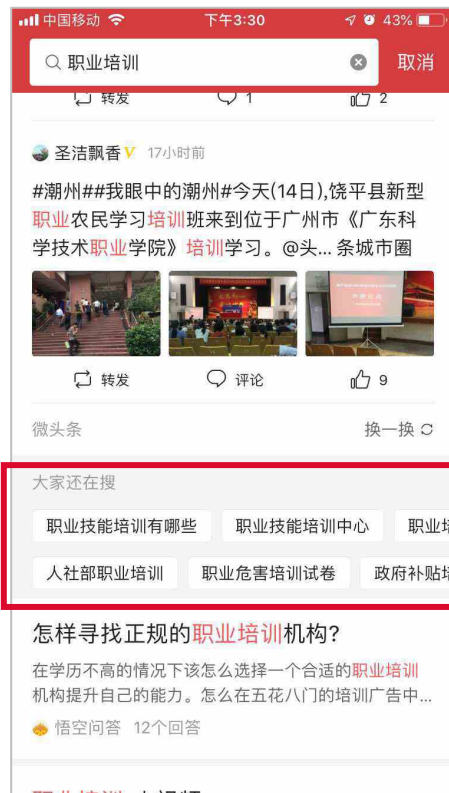 中国移动 下午3:30 43%
职业培训 取消
转发 1 2
圣洁飘香 V 17小时前
#潮州##我眼中的潮州#今天(14日),饶平县新型
职业农民学习培训班来到位于广州市《广东科
学技术职业学院》培训学习。@头... 条城市圈
转发 评论 9
微头条 换一换
大家还在搜
职业技能培训有哪些 职业技能培训中心 职业培
人社部职业培训 职业危害培训试卷 政府补贴培
怎样寻找正规的职业培训机构?
在学历不高的情况下该怎么选择一个合适的职业培训
机构提升自己的能力。怎么在五花八门的培训广告中...
悟空问答 12个回答